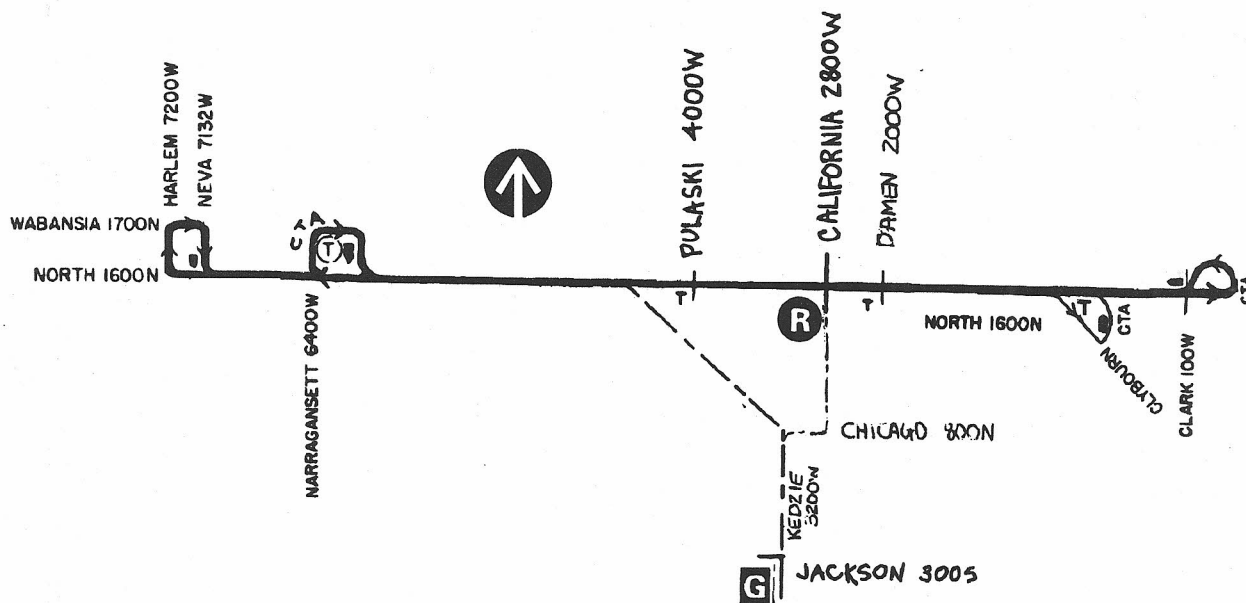 HARLEM 7200W
NEVA 7132W
WABANSIA 1700N
NORTH 1600N
CTA
T
NARRAGANSETT 6400W
PULASKI 4000W
T
CALIFORNIA 2800W
R
DAMEN 2000W
T
NORTH 1600N
T
CTA
CLYBOURN
CLARK 100W
CTA
CHICAGO 800N
KEDZIE
3200W
G
JACKSON 300S